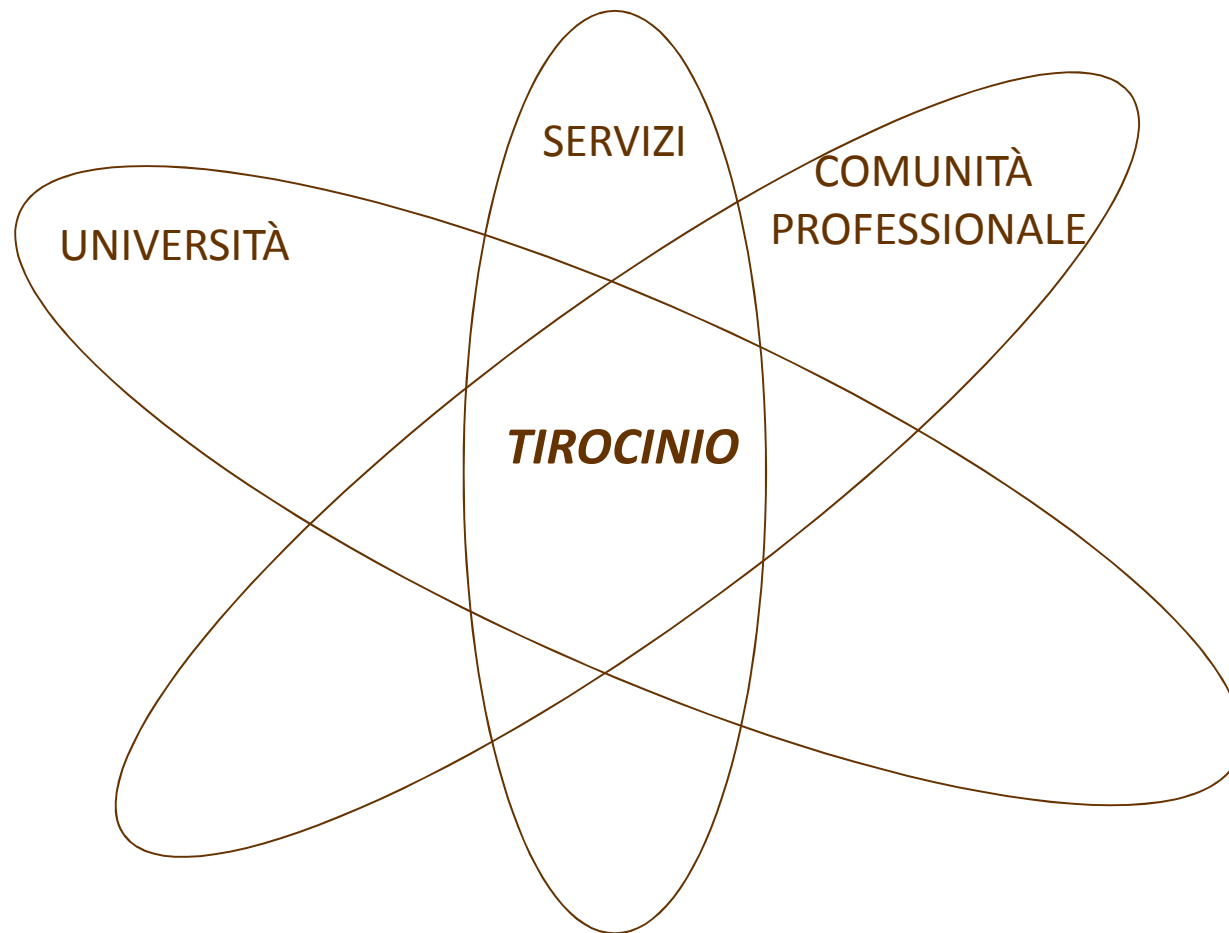 SERVIZI
COMUNITÀ
PROFESSIONALE
UNIVERSITÀ
TIROCINIO